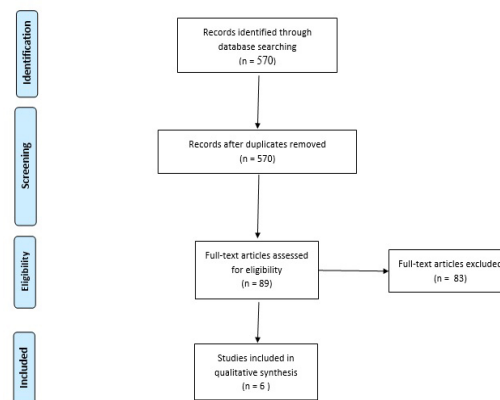 Identification
Records identified through
database searching
(n = 570)
Screening
Records after duplicates removed
(n = 570)
Eligibility
Full-text articles assessed
for eligibility
(n = 89)
Full-text articles excluded
(n = 83)
Included
Studies included in
qualitative synthesis
(n = 6 )